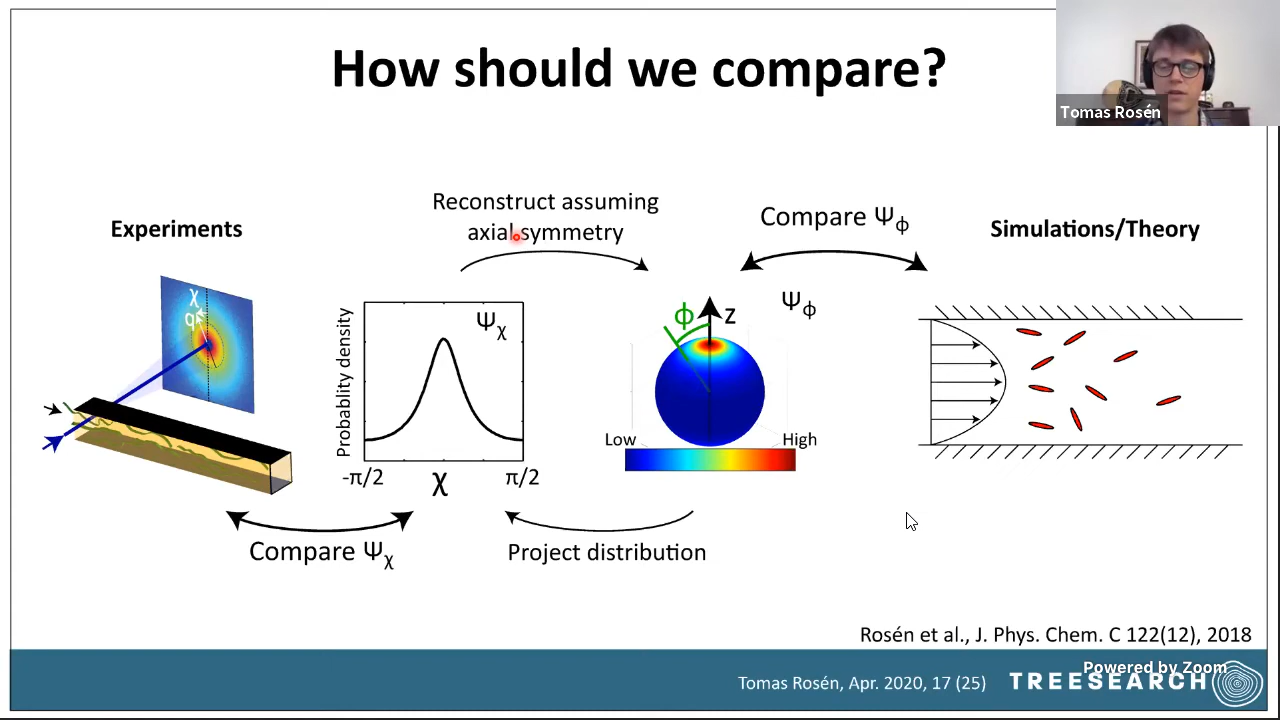 How should we compare?
Tomas Rosén
Experiments
Reconstruct assuming
axial symmetry
Compare Ψϕ
Simulations/Theory
χ
q
Probablity density
Ψχ
-π/2
χ
π/2
ϕ
z
Ψϕ
Low
High
Compare Ψχ
Project distribution
Rosén et al., J. Phys. Chem. C 122(12), 2018
Powered by Zoom
Tomas Rosén, Apr. 2020, 17 (25)
TREESEARCH